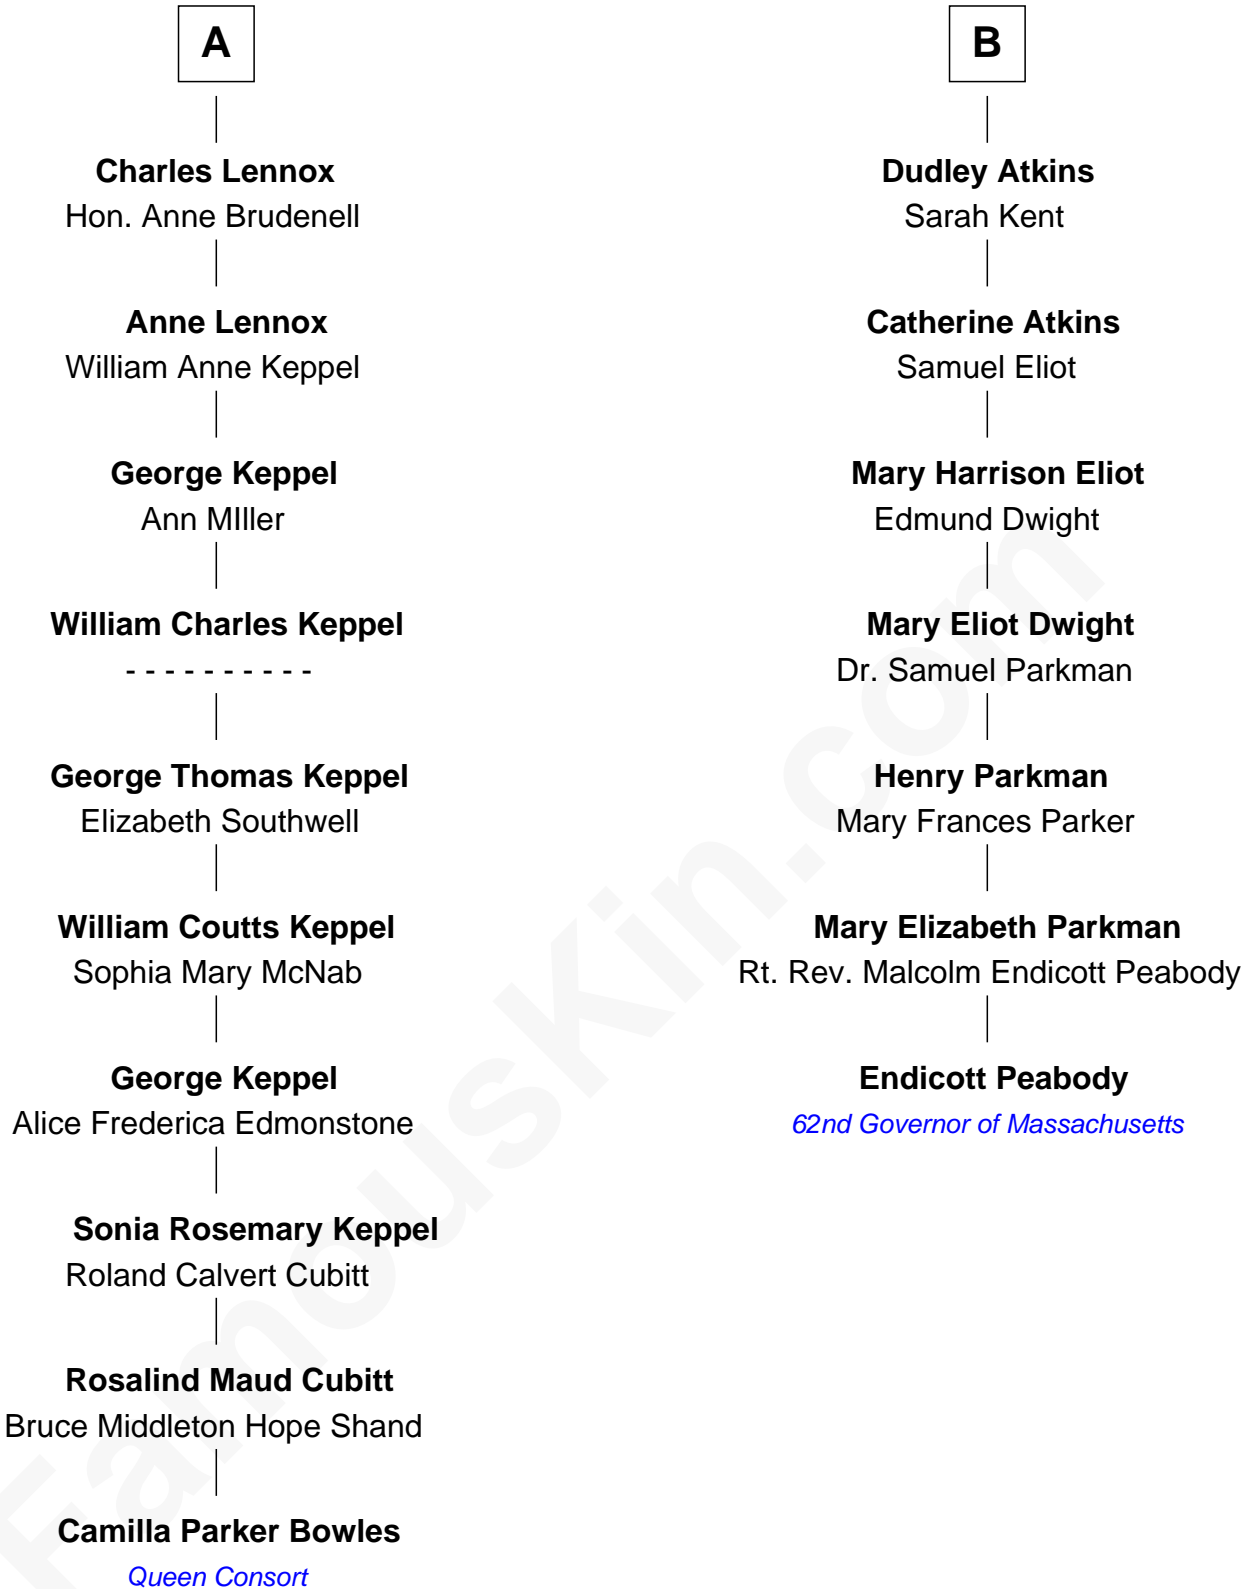 A
Charles Lennox
Hon. Anne Brudenell
Anne Lennox
William Anne Keppel
George Keppel
Ann MIller
William Charles Keppel
- - - - - - - - - -
George Thomas Keppel
Elizabeth Southwell
William Coutts Keppel
Sophia Mary McNab
George Keppel
Alice Frederica Edmonstone
Sonia Rosemary Keppel
Roland Calvert Cubitt
Rosalind Maud Cubitt
Bruce Middleton Hope Shand
Camilla Parker Bowles
Queen Consort
B
Dudley Atkins
Sarah Kent
Catherine Atkins
Samuel Eliot
Mary Harrison Eliot
Edmund Dwight
Mary Eliot Dwight
Dr. Samuel Parkman
Henry Parkman
Mary Frances Parker
Mary Elizabeth Parkman
Rt. Rev. Malcolm Endicott Peabody
Endicott Peabody
62nd Governor of Massachusetts
FamousKin.com